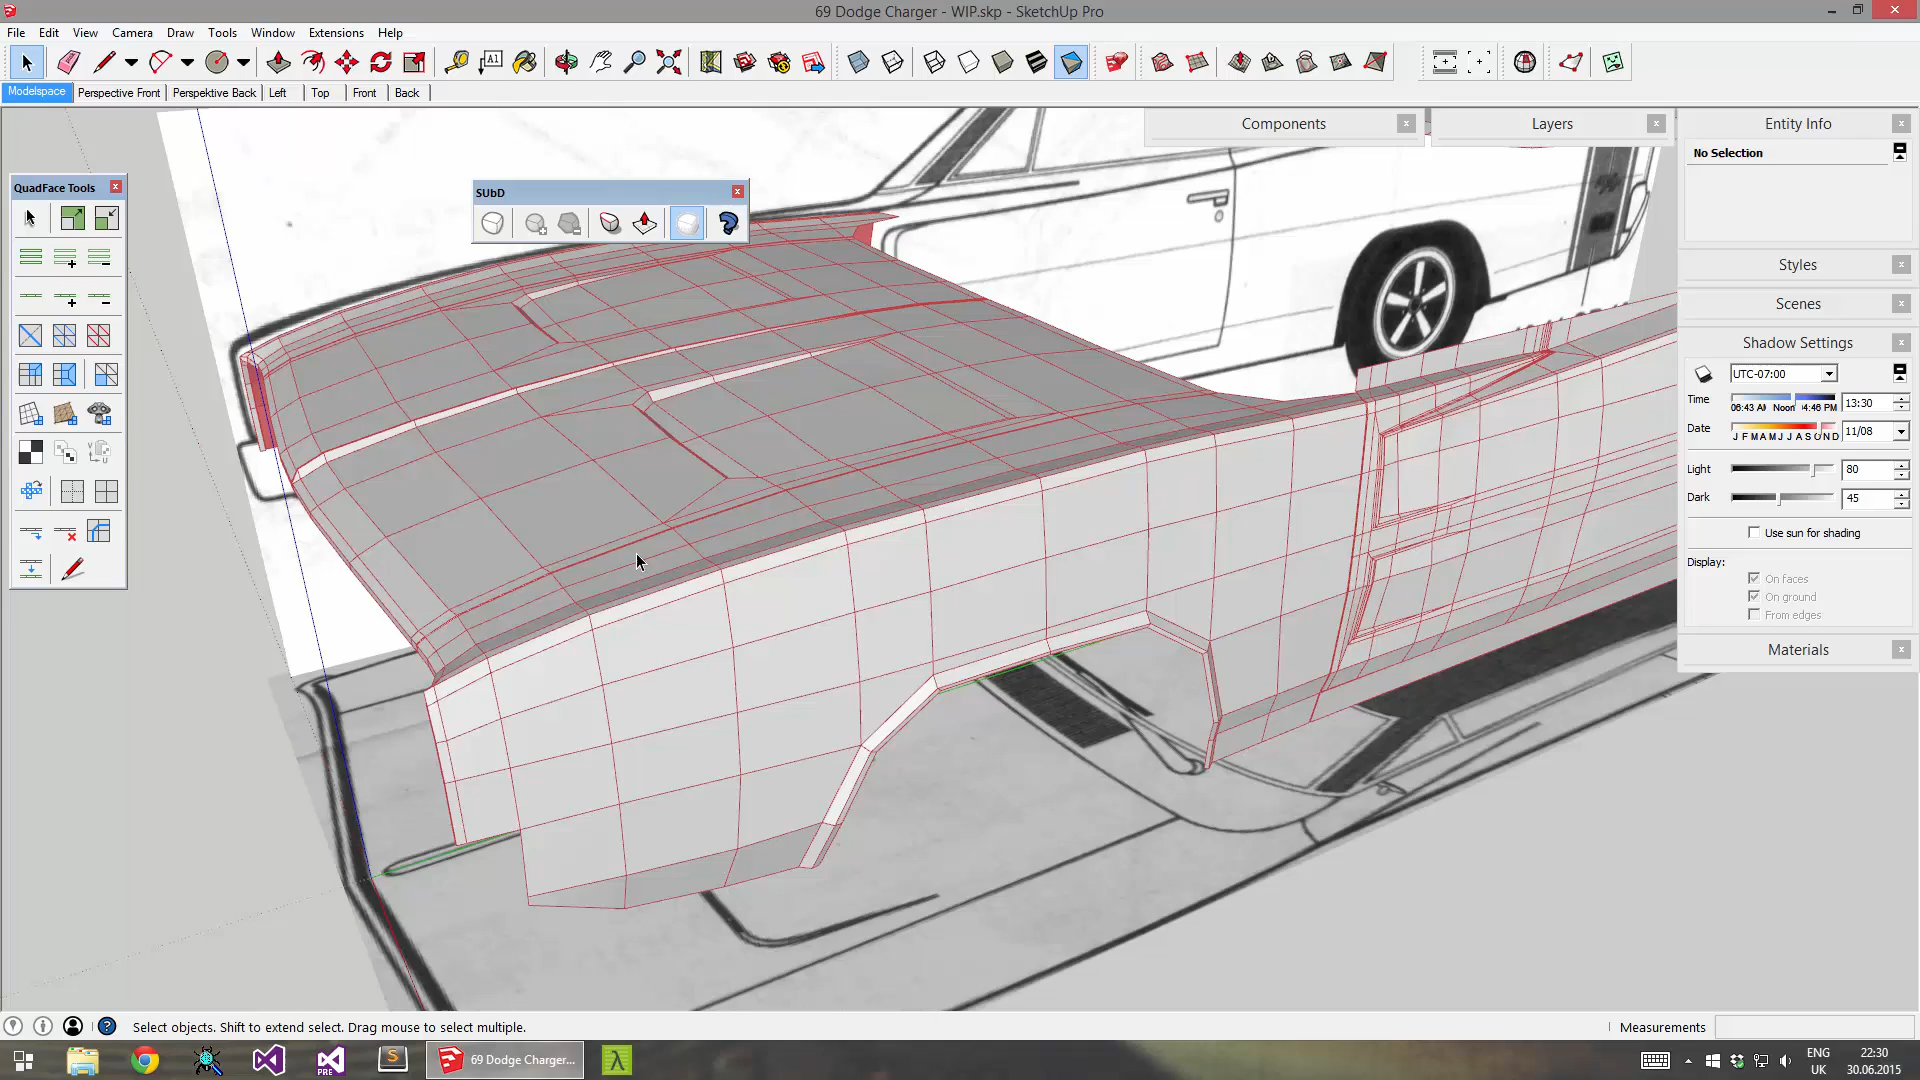 69 Dodge Charger - WIP.skp - SketchUp Pro
File Edit View Camera Draw Tools Window Extensions Help
A1
Modelspace Perspective Front Perspektive Back Left Top Front Back
QuadFace Tools
SUbD
Components
Layers
Entity Info
No Selection
Styles
Scenes
Shadow Settings
UTC-07:00
Time 13:30
06:43 AM Noon 04:46 PM
Date 11/08
J F M A M J J A S O N D
Light 80
Dark 45
Use sun for shading
Display:
On faces
On ground
From edges
Materials
Select objects. Shift to extend select. Drag mouse to select multiple.
Measurements
PRE
S
69 Dodge Charger...
λ
ENG
UK
22:30
30.06.2015